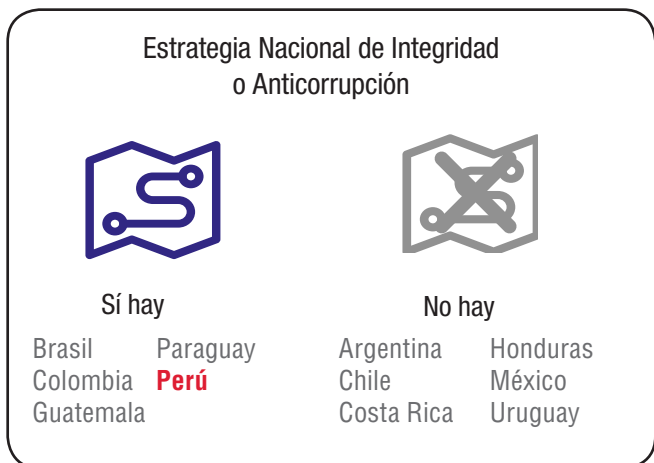 Estrategia Nacional de Integridad
o Anticorrupción
Sí hay
Brasil Paraguay
Colombia Perú
Guatemala
No hay
Argentina Honduras
Chile México
Costa Rica Uruguay